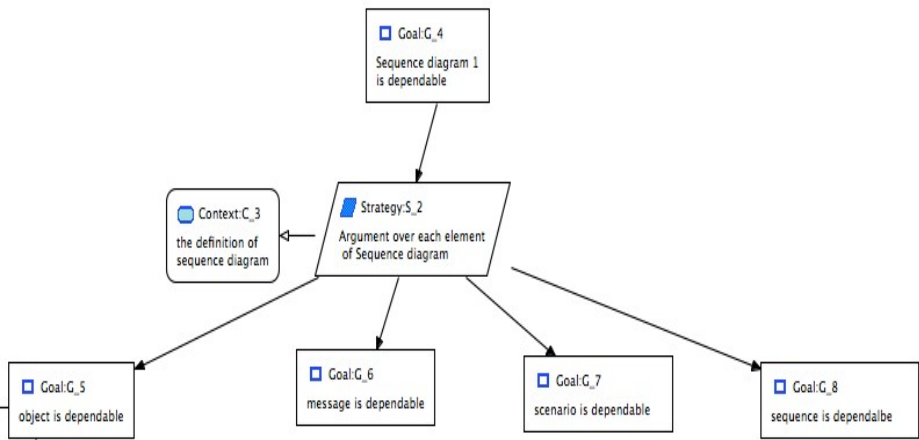 Goal:G_4
Sequence diagram 1
is dependable
Strategy:S_2
Argument over each element
of Sequence diagram
Context:C_3
the definition of
sequence diagram
Goal:G_5
object is dependable
Goal:G_6
message is dependable
Goal:G_7
scenario is dependable
Goal:G_8
sequence is dependalbe